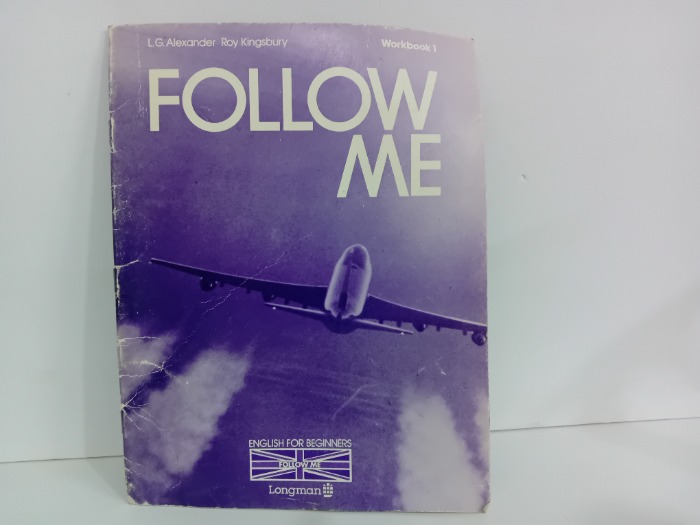 L.G. Alexander Roy Kingsbury
Workbook 1
FOLLOW
ME
ENGLISH FOR BEGINNERS
FOLLOW ME
Longman